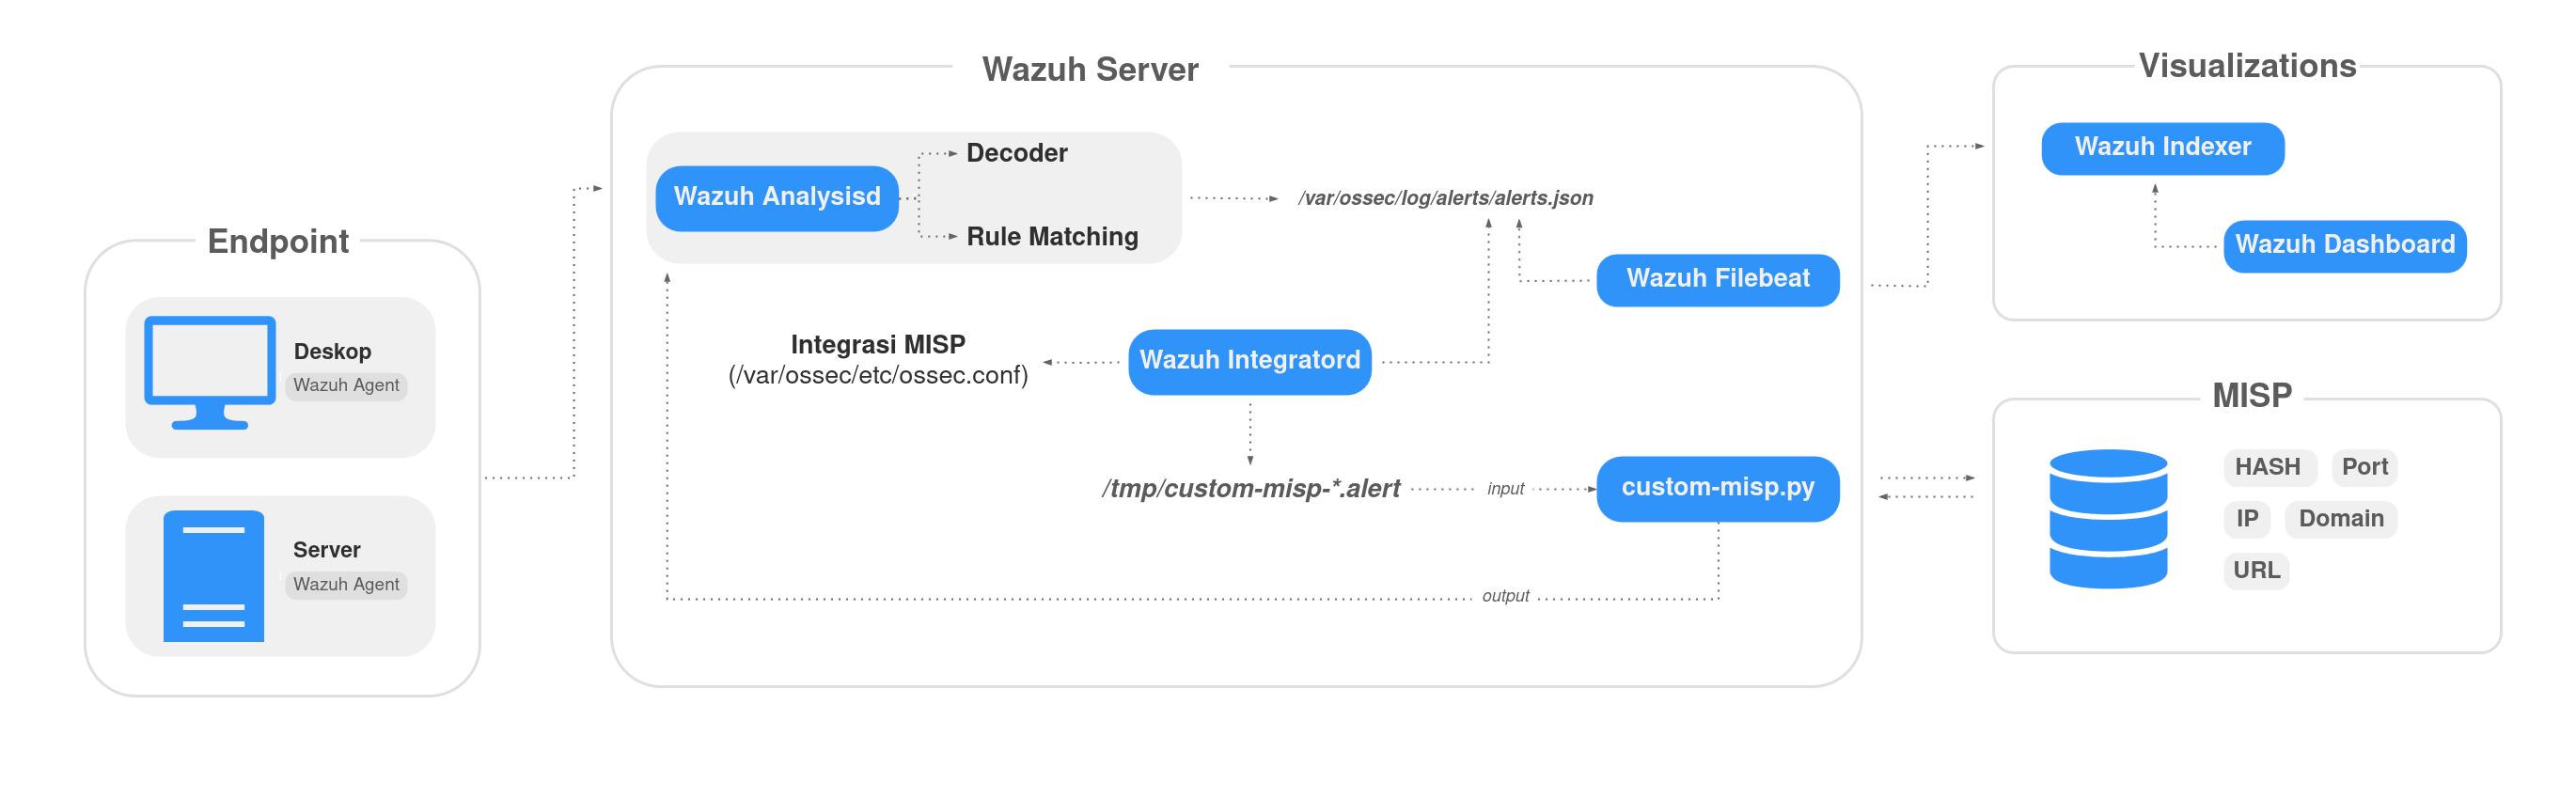 Endpoint
Deskop
Wazuh Agent
Server
Wazuh Agent
Wazuh Server
Wazuh Analysisd
Decoder
Rule Matching
/var/ossec/log/alerts/alerts.json
Wazuh Filebeat
Integrasi MISP
(/var/ossec/etc/ossec.conf)
Wazuh Integratord
/tmp/custom-misp-*.alert
input
custom-misp.py
output
Visualizations
Wazuh Indexer
Wazuh Dashboard
MISP
HASH
Port
IP
Domain
URL